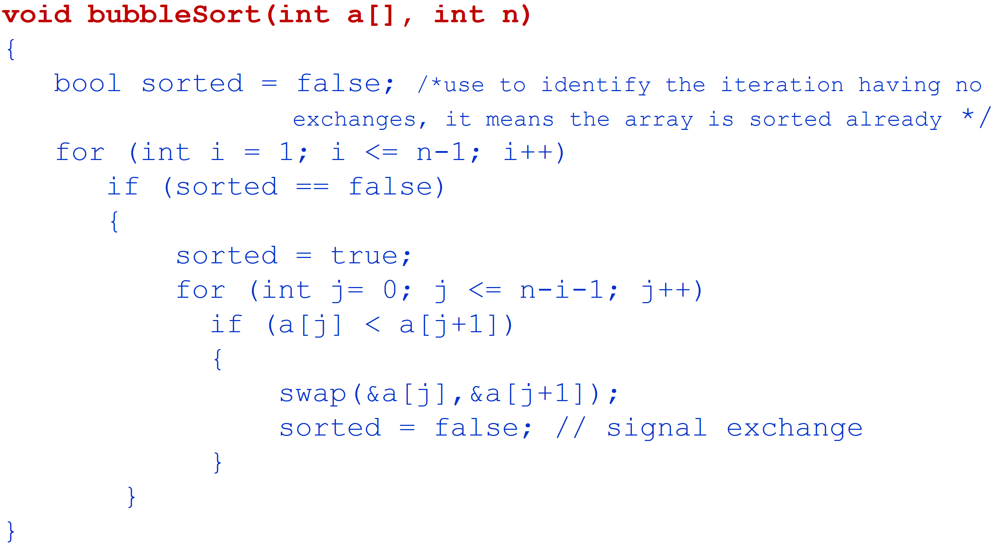 void bubbleSort(int a[], int n)
{
bool sorted = false; /*use to identify the iteration having no
exchanges, it means the array is sorted already */
for (int i = 1; i <= n-1; i++)
if (sorted == false)
{
sorted = true;
for (int j= 0; j <= n-i-1; j++)
if (a[j] < a[j+1])
{
swap(&a[j],&a[j+1]);
sorted = false; // signal exchange
}
}
}